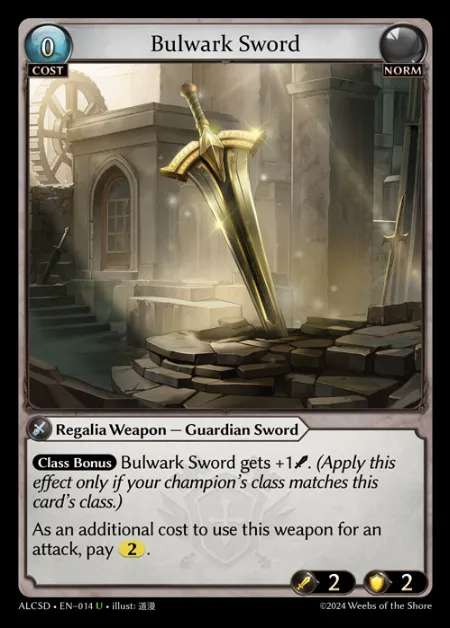 0
Bulwark Sword
COST
NORM
Regalia Weapon — Guardian Sword
Class Bonus Bulwark Sword gets +1. (Apply this
effect only if your champion's class matches this
card's class.)
As an additional cost to use this weapon for an
attack, pay 2.
2 2
ALCSD • EN-014 U • illust: 道漫
©2024 Weebs of the Shore